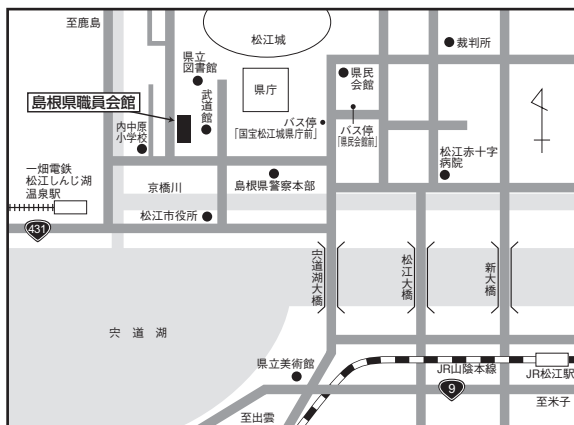 至鹿島
松江城
裁判所
県立
図書館
県庁
県民
会館
島根県職員会館
武道館
内中原
小学校
バス停
「国宝松江城県庁前」
バス停
「県民会館前」
松江赤十字
病院
一畑電鉄
松江しんじ湖
温泉駅
京橋川
島根県警察本部
松江市役所
431
宍道湖大橋
松江大橋
新大橋
宍道湖
県立美術館
JR山陰本線
JR松江駅
9
至米子
至出雲